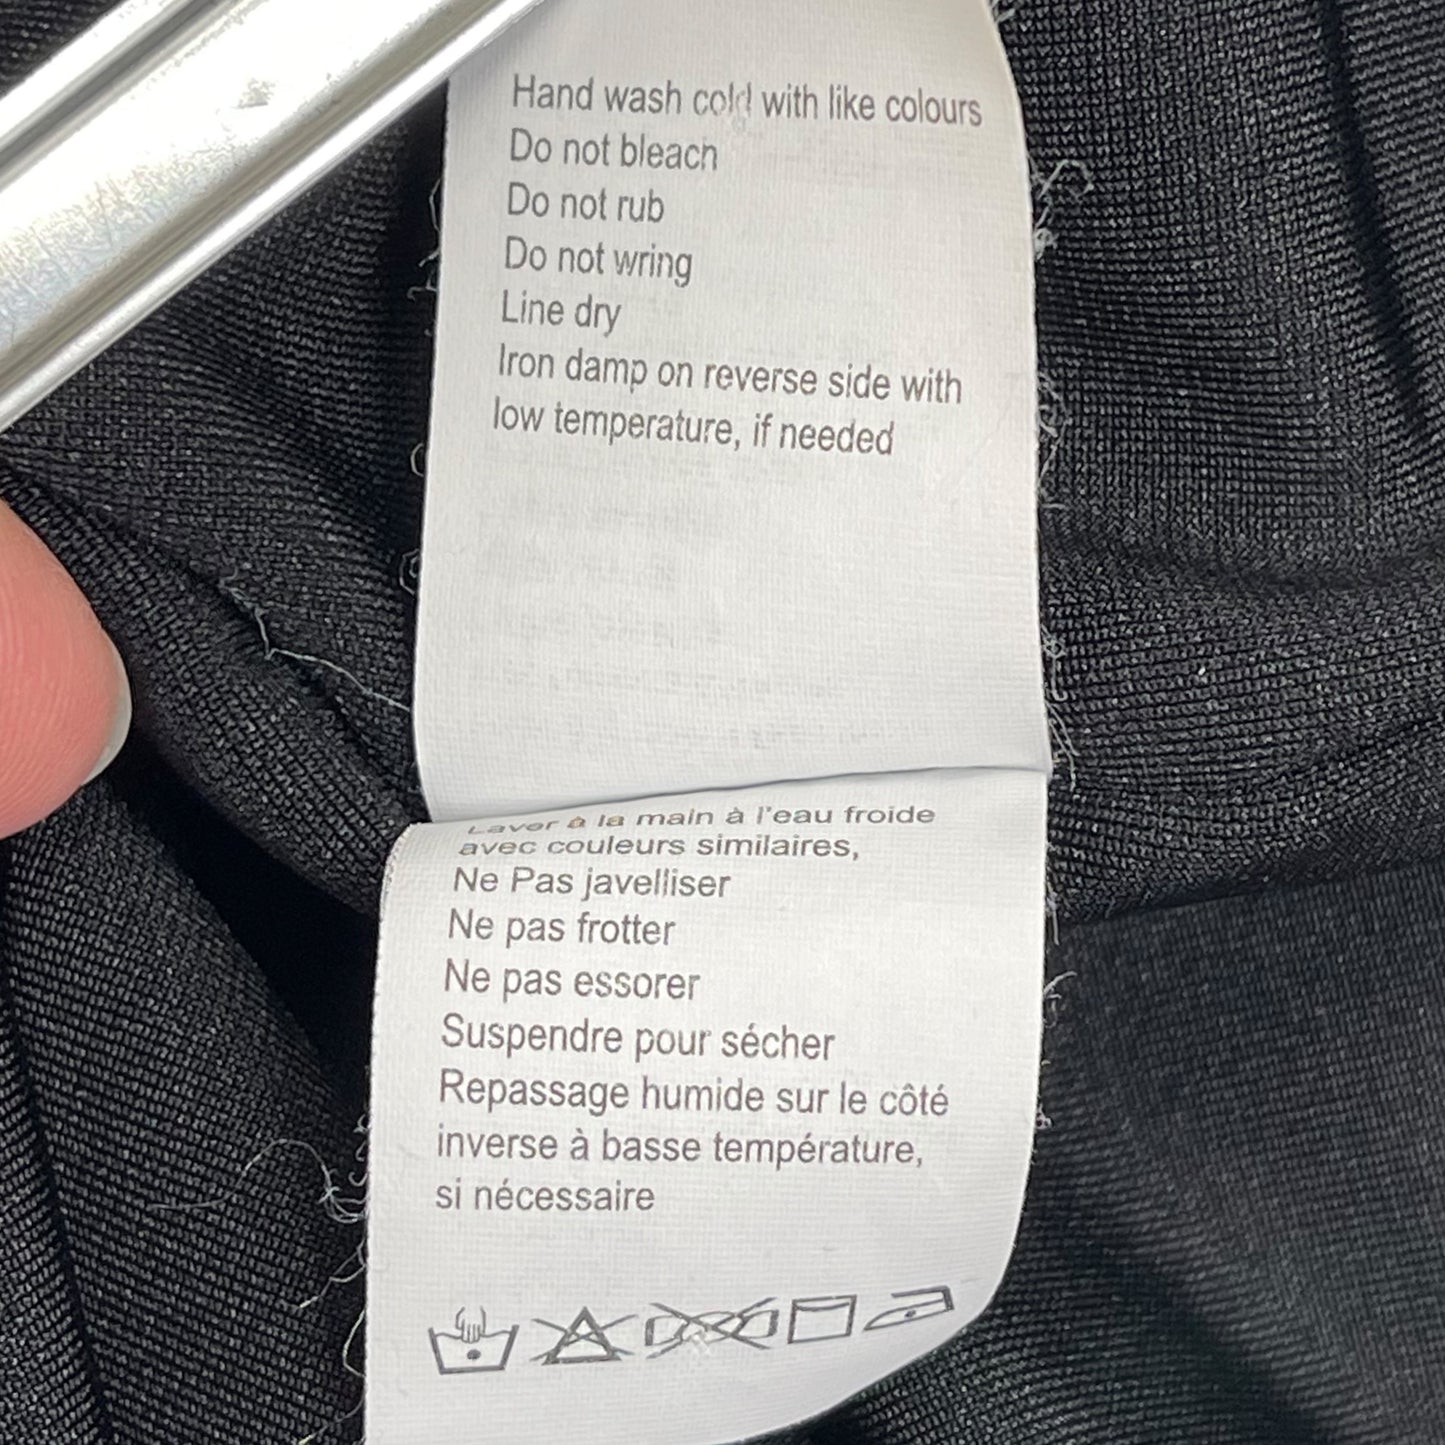 Hand wash cold with like colours
Do not bleach
Do not rub
Do not wring
Line dry
Iron damp on reverse side with
low temperature, if needed
Laver à la main à l'eau froide
avec couleurs similaires,
Ne Pas javelliser
Ne pas frotter
Ne pas essorer
Suspendre pour sécher
Repassage humide sur le côté
inverse à basse température,
si nécessaire